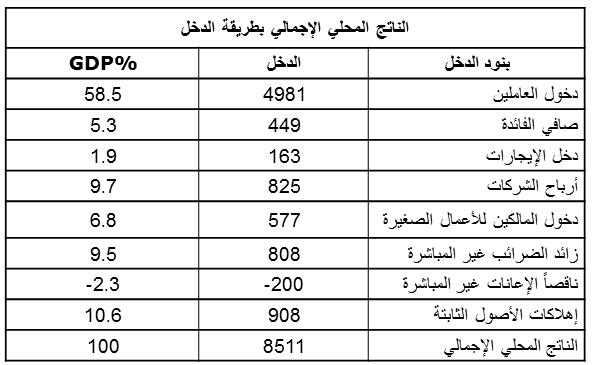 الناتج المحلي الإجمالي بطريقة الدخل
بنود الدخل الدخل GDP%
دخول العاملين 4981 58.5
صافي الفائدة 449 5.3
دخل الإيجارات 163 1.9
أرباح الشركات 825 9.7
دخول المالكين للأعمال الصغيرة 577 6.8
زائد الضرائب غير المباشرة 808 9.5
ناقصاً الإعانات غير المباشرة -200 -2.3
إهلاكات الأصول الثابتة 908 10.6
الناتج المحلي الإجمالي 8511 100